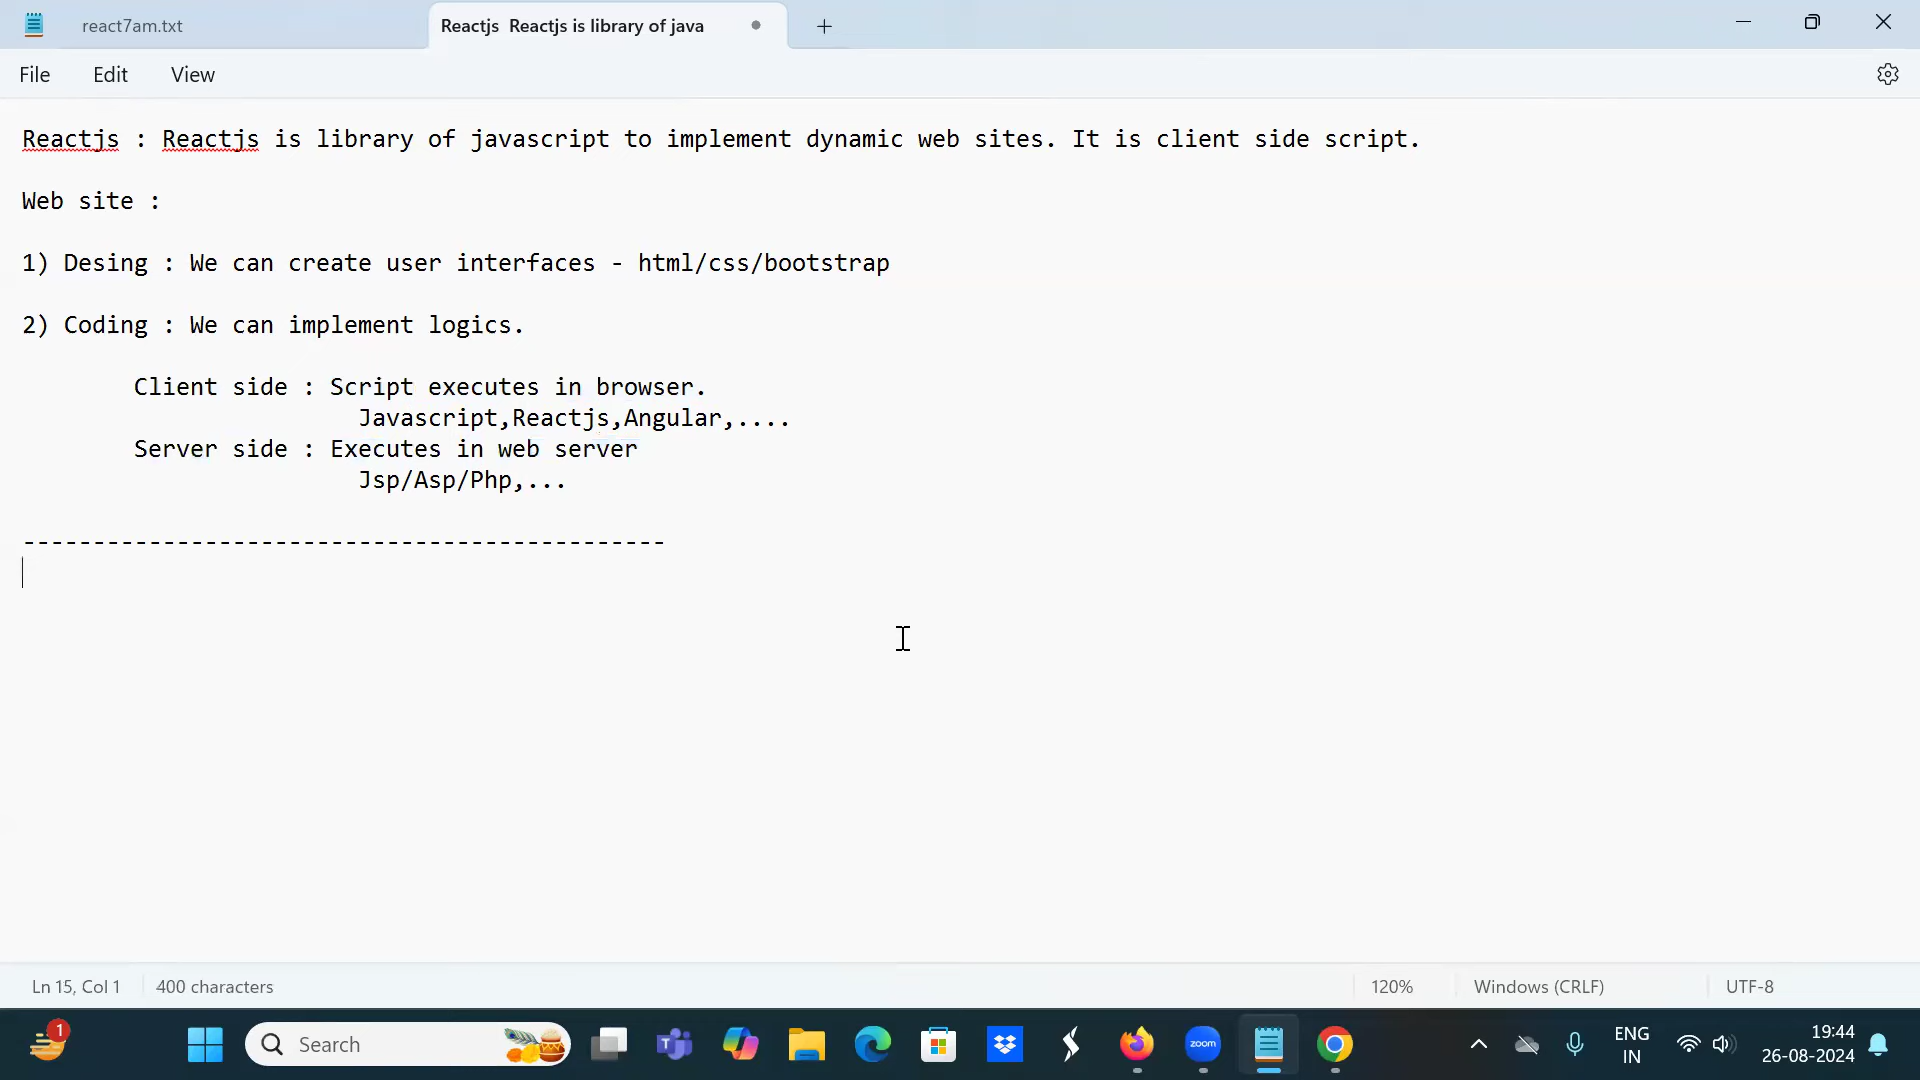 react7am.txt
Reactjs  Reactjs is library of java
File Edit View
Reactjs : Reactjs is library of javascript to implement dynamic web sites. It is client side script.
Web site :
1) Desing : We can create user interfaces - html/css/bootstrap
2) Coding : We can implement logics.
Client side : Script executes in browser.
Javascript,Reactjs,Angular,....
Server side : Executes in web server
Jsp/Asp/Php,...
----------------------------------------------
Ln 15, Col 1 400 characters 120% Windows (CRLF) UTF-8
1 Search zoom ENG 19:44
IN 26-08-2024